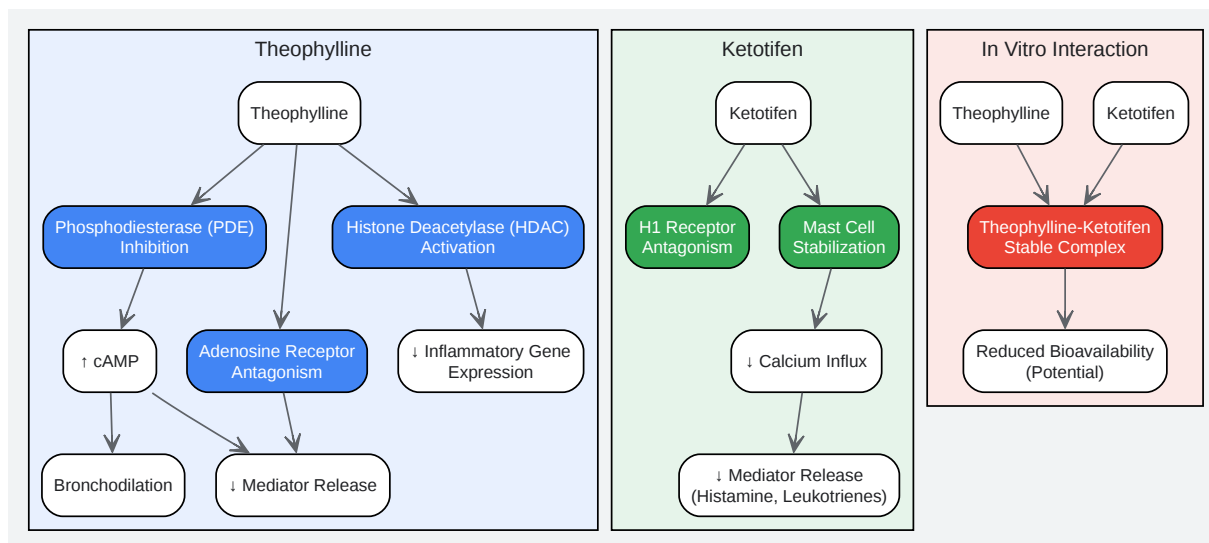 Theophylline
Theophylline
Phosphodiesterase (PDE)
Inhibition
Histone Deacetylase (HDAC)
Activation
↑ cAMP
Adenosine Receptor
Antagonism
↓ Inflammatory Gene
Expression
Bronchodilation
↓ Mediator Release
Ketotifen
Ketotifen
H1 Receptor
Antagonism
Mast Cell
Stabilization
↓ Calcium Influx
↓ Mediator Release
(Histamine, Leukotrienes)
In Vitro Interaction
Theophylline
Ketotifen
Theophylline-Ketotifen
Stable Complex
Reduced Bioavailability
(Potential)